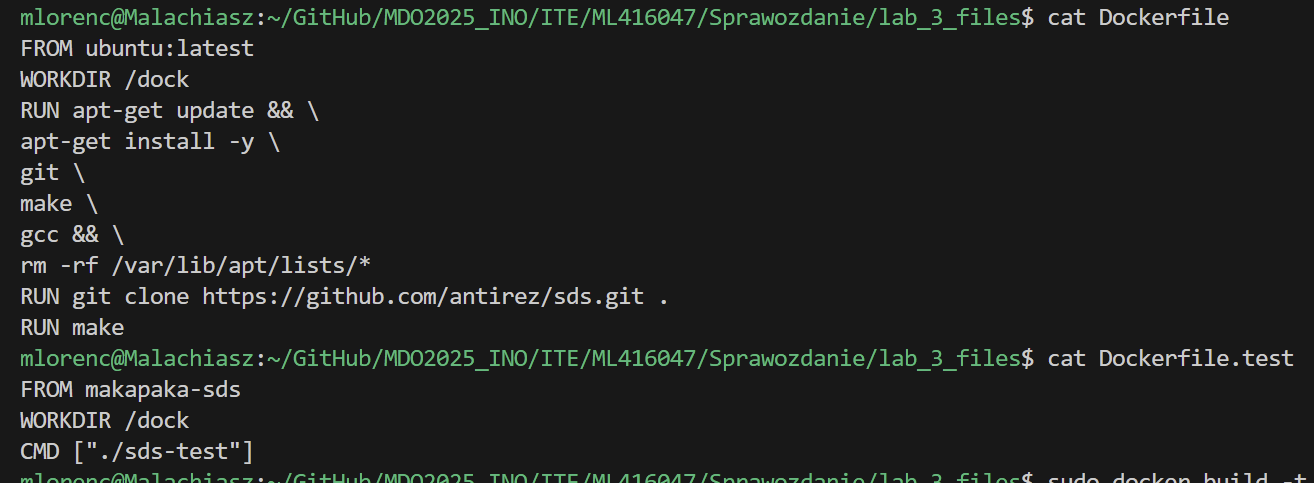 mlorenc@Malachiasz:~/GitHub/MDO2025_INO/ITE/ML416047/Sprawozdanie/lab_3_files$ cat Dockerfile
FROM ubuntu:latest
WORKDIR /dock
RUN apt-get update && \
apt-get install -y \
git \
make \
gcc && \
rm -rf /var/lib/apt/lists/*
RUN git clone https://github.com/antirez/sds.git .
RUN make
mlorenc@Malachiasz:~/GitHub/MDO2025_INO/ITE/ML416047/Sprawozdanie/lab_3_files$ cat Dockerfile.test
FROM makapaka-sds
WORKDIR /dock
CMD ["./sds-test"]
mlorenc@Malachiasz:~/GitHub/MDO2025_INO/ITE/ML416047/Sprawozdanie/lab_3_files$ sudo docker build -t